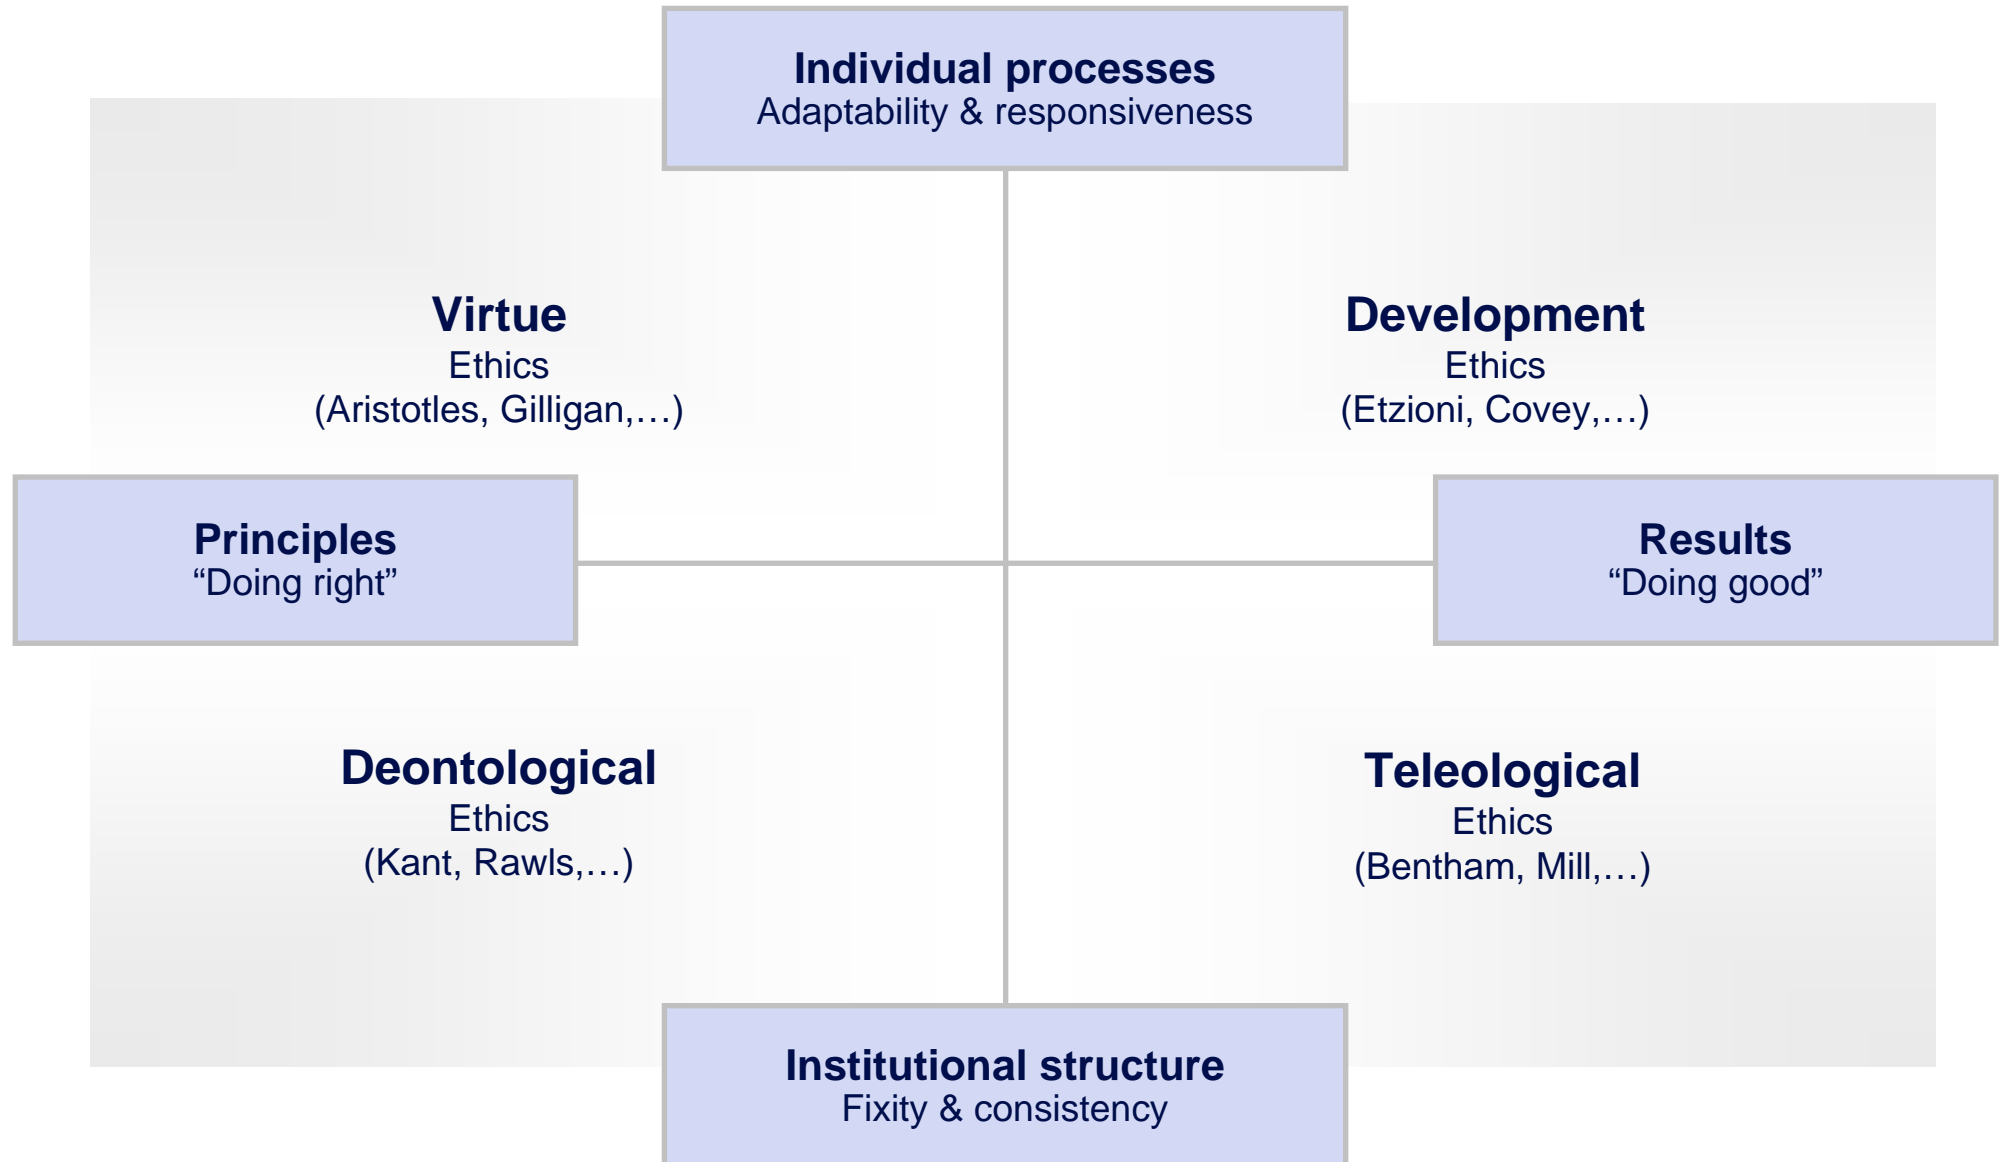 Individual processes
Adaptability & responsiveness
Virtue
Ethics
(Aristotles, Gilligan,…)
Development
Ethics
(Etzioni, Covey,…)
Principles
“Doing right”
Results
“Doing good”
Deontological
Ethics
(Kant, Rawls,…)
Teleological
Ethics
(Bentham, Mill,…)
Institutional structure
Fixity & consistency